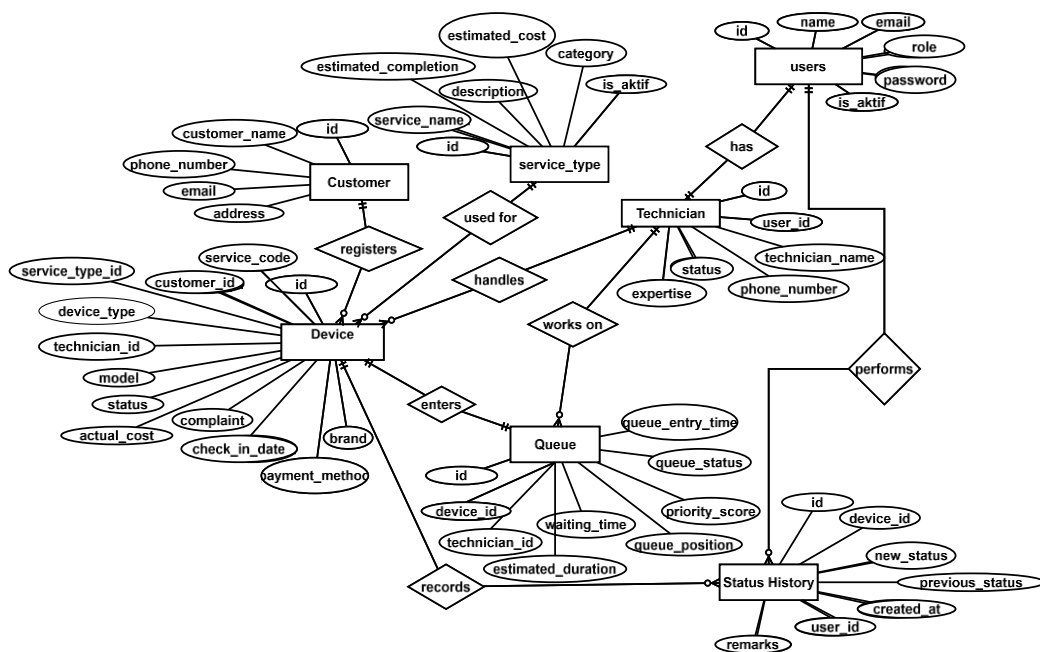 estimated_cost
name
email
id
role
category
estimated_completion
users
password
is_aktif
description
is_aktif
service_name
id
customer_name
id
has
service_type
phone_number
Customer
email
id
address
used for
Technician
user_id
registers
service_code
technician_name
service_type_id
customer_id
id
handles
status
phone_number
expertise
device_type
Device
works on
technician_id
model
performs
status
enters
complaint
actual_cost
brand
queue_entry_time
check_in_date
Queue
queue_status
payment_method
id
id
device_id
priority_score
device_id
waiting_time
technician_id
queue_position
new_status
estimated_duration
records
Status History
previous_status
created_at
user_id
remarks